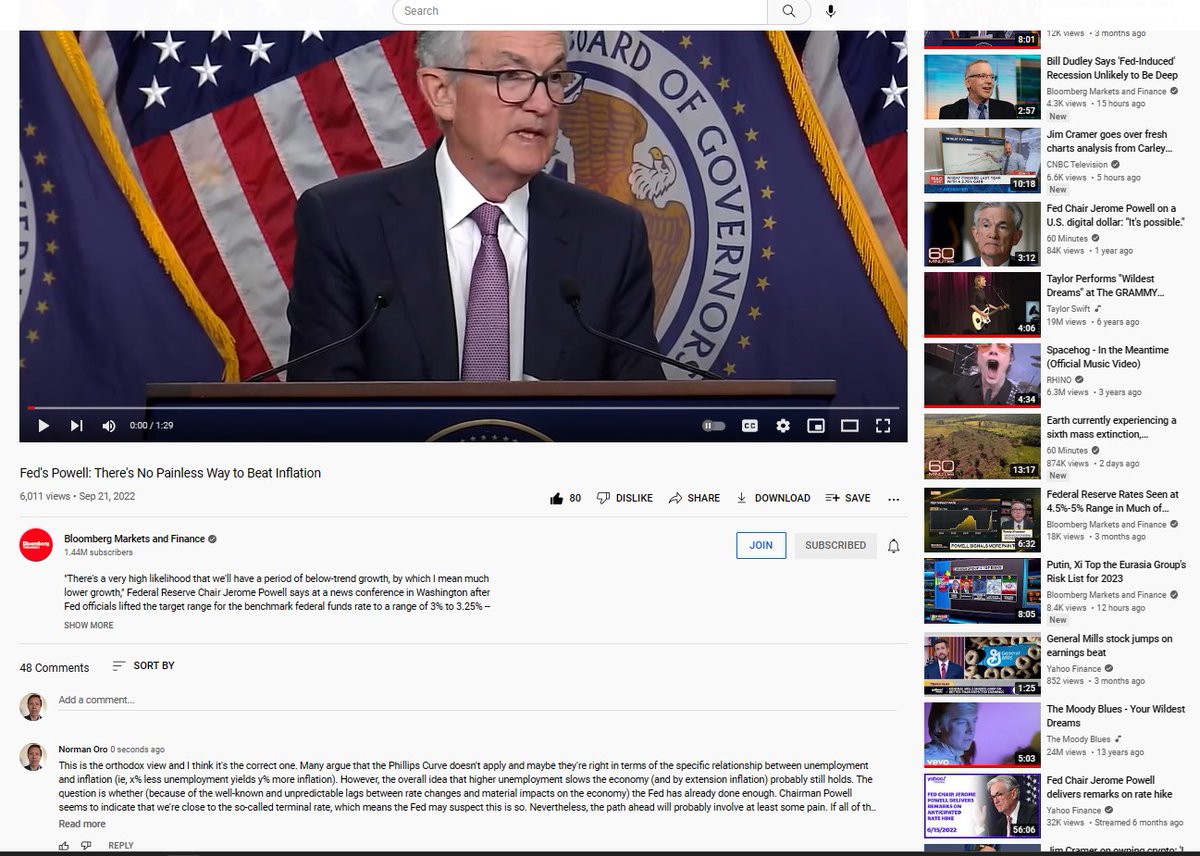 Search
BOARD OF GOVERNORS
0:00 / 1:29
CC
Fed's Powell: There's No Painless Way to Beat Inflation
6,011 views • Sep 21, 2022
80
DISLIKE
SHARE
DOWNLOAD
SAVE
...
Bloomberg Markets and Finance
1.44M subscribers
JOIN
SUBSCRIBED
"There's a very high likelihood that we'll have a period of below-trend growth, by which I mean much
lower growth," Federal Reserve Chair Jerome Powell says at a news conference in Washington after
Fed officials lifted the target range for the benchmark federal funds rate to a range of 3% to 3.25% --
SHOW MORE
48 Comments
SORT BY
Add a comment...
Norman Oro 0 seconds ago
This is the orthodox view and I think it's the correct one. Many argue that the Phillips Curve doesn't apply and maybe they're right in terms of the specific relationship between unemployment
and inflation (ie, x% less unemployment yields y% more inflation). However, the overall idea that higher unemployment slows the economy (and by extension inflation) probably still holds. The
question is whether (because of the well-known and unpredictable lags between rate changes and material impacts on the economy) the Fed has already done enough. Chairman Powell
seems to indicate that we're close to the so-called terminal rate, which means the Fed may suspect this is so. Nevertheless, the path ahead will probably involve at least some pain. If all of th..
Read more
REPLY
8:01
12K views • 3 months ago
2:57
Bill Dudley Says 'Fed-Induced'
Recession Unlikely to Be Deep
Bloomberg Markets and Finance
4.3K views • 15 hours ago
New
10:18
Jim Cramer goes over fresh
charts analysis from Carley...
CNBC Television
6.6K views • 5 hours ago
New
60
MINUTES
3:12
Fed Chair Jerome Powell on a
U.S. digital dollar: "It's possible."
60 Minutes
84K views • 1 year ago
4:06
Taylor Performs "Wildest
Dreams" at The GRAMMY...
Taylor Swift
19M views • 6 years ago
4:34
Spacehog - In the Meantime
(Official Music Video)
RHINO
6.3M views • 3 years ago
60
13:17
Earth currently experiencing a
sixth mass extinction,...
60 Minutes
874K views • 2 days ago
New
POWELL SIGNALS MORE PAIN
6:32
Federal Reserve Rates Seen at
4.5%-5% Range in Much of...
Bloomberg Markets and Finance
18K views • 3 months ago
8:05
Putin, Xi Top the Eurasia Group's
Risk List for 2023
Bloomberg Markets and Finance
8.4K views • 12 hours ago
New
General Mills
1:25
General Mills stock jumps on
earnings beat
Yahoo Finance
852 views • 3 months ago
vevo
5:03
The Moody Blues - Your Wildest
Dreams
The Moody Blues
24M views • 13 years ago
yahoo!
FED CHAIR JEROME
POWELL DELIVERS
REMARKS ON
ANTICIPATED
RATE HIKE
6/15/2022
56:06
Fed Chair Jerome Powell
delivers remarks on rate hike
Yahoo Finance
32K views • Streamed 6 months ago
Jim Cramer on owning crypto: 'I